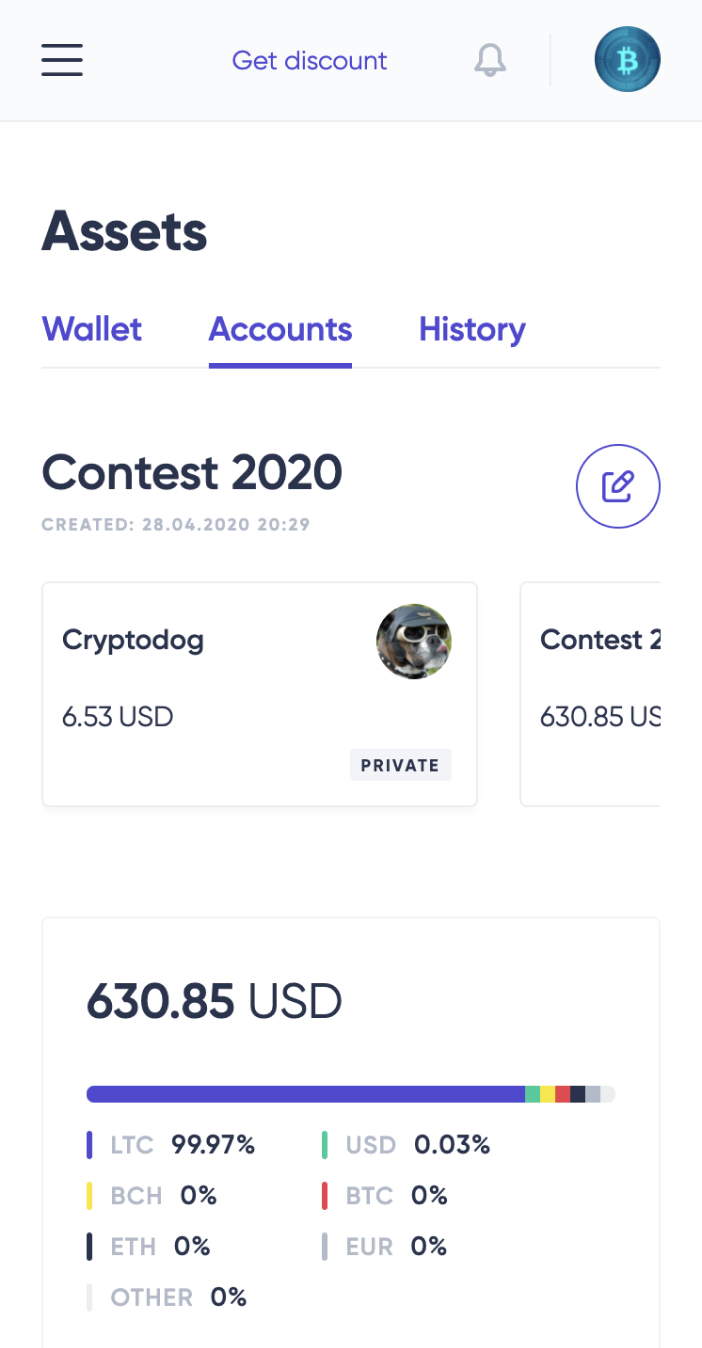 Get discount
Assets
Wallet Accounts History
Contest 2020
CREATED: 28.04.2020 20:29
Cryptodog
6.53 USD
PRIVATE
Contest 2
630.85 US
630.85 USD
LTC 99.97% USD 0.03%
BCH 0% BTC 0%
ETH 0% EUR 0%
OTHER 0%